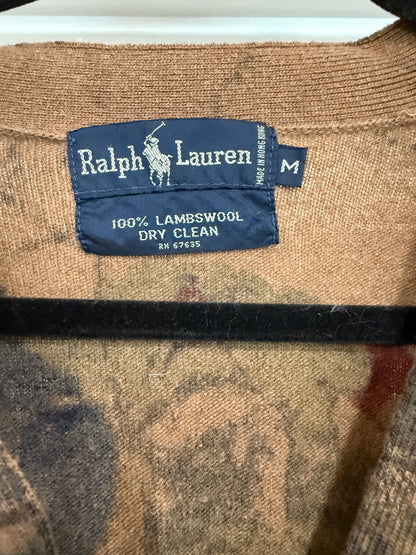 Ralph Lauren
MADE IN HONG KONG
M
100% LAMBSWOOL
DRY CLEAN
RN 67635